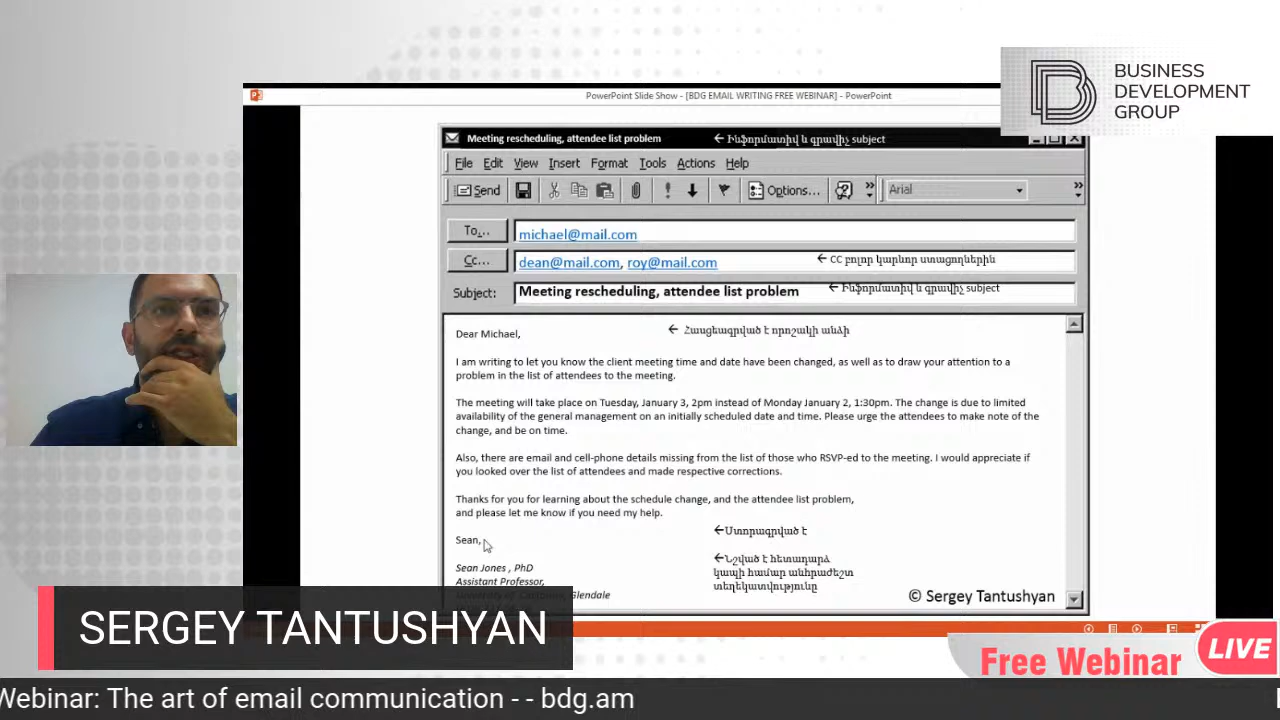 BUSINESS
DEVELOPMENT
GROUP
PowerPoint Slide Show - [BDG EMAIL WRITING FREE WEBINAR] - PowerPoint
Meeting rescheduling, attendee list problem ← Ինֆորմատիվ և գրավիչ subject
File Edit View Insert Format Tools Actions Help
Send Options... Arial
To... michael@mail.com
Cc... dean@mail.com, roy@mail.com ← CC բոլոր կարևոր ստացողներին
Subject: Meeting rescheduling, attendee list problem ← Ինֆորմատիվ և գրավիչ subject
Dear Michael, ← Հասցեագրված է որոշակի անձի
I am writing to let you know the client meeting time and date have been changed, as well as to draw your attention to a
problem in the list of attendees to the meeting.
The meeting will take place on Tuesday, January 3, 2pm instead of Monday January 2, 1:30pm. The change is due to limited
availability of the general management on an initially scheduled date and time. Please urge the attendees to make note of the
change, and be on time.
Also, there are email and cell-phone details missing from the list of those who RSVP-ed to the meeting. I would appreciate if
you looked over the list of attendees and made respective corrections.
Thanks for you for learning about the schedule change, and the attendee list problem,
and please let me know if you need my help.
←Ստորագրված է
Sean,
←Նշված է հետադարձ
կապի համար անհրաժեշտ
տեղեկատվությունը
Sean Jones , PhD
Assistant Professor,
Glendale
© Sergey Tantushyan
SERGEY TANTUSHYAN
Free Webinar LIVE
Webinar: The art of email communication - - bdg.am